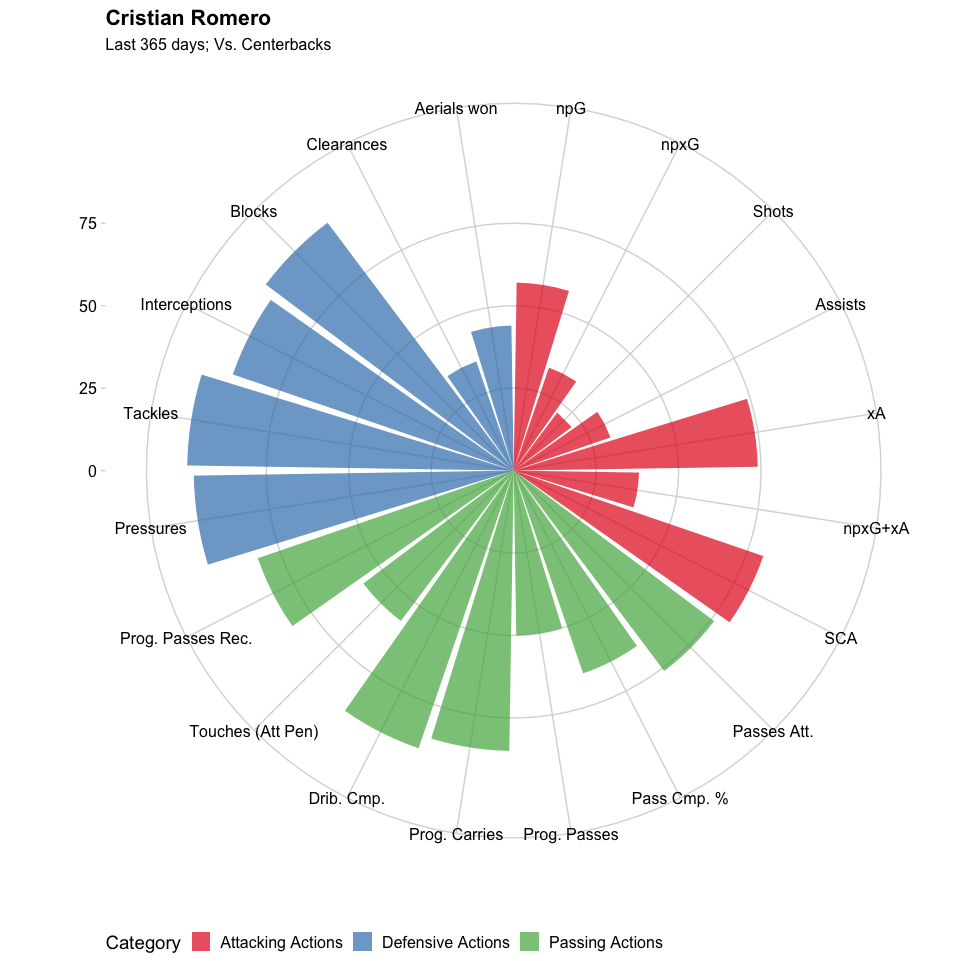 Cristian Romero
Last 365 days; Vs. Centerbacks
Aerials won
npG
Clearances
npxG
Blocks
Shots
75
Interceptions
50
Assists
25
Tackles
xA
0
Pressures
npxG+xA
Prog. Passes Rec.
SCA
Touches (Att Pen)
Passes Att.
Drib. Cmp.
Pass Cmp. %
Prog. Carries
Prog. Passes
Category
Attacking Actions
Defensive Actions
Passing Actions